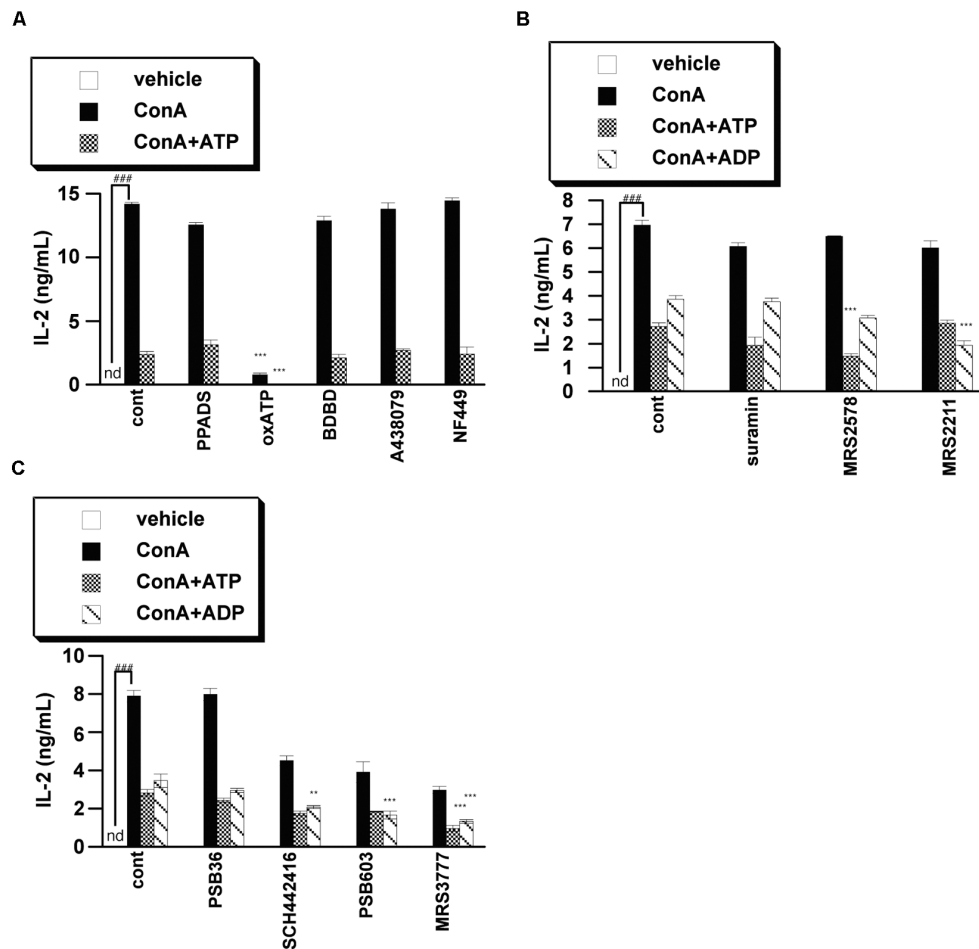 A
vehicle
ConA
ConA+ATP
###
15
10
5
0
IL-2 (ng/mL)
nd
***
***
cont
PPADS
oxATP
BDBD
A438079
NF449
B
vehicle
ConA
ConA+ATP
ConA+ADP
###
8
7
6
5
4
3
2
1
0
IL-2 (ng/mL)
nd
***
***
cont
suramin
MRS2578
MRS2211
C
vehicle
ConA
ConA+ATP
ConA+ADP
###
10
8
6
4
2
0
IL-2 (ng/mL)
nd
**
***
***
***
cont
PSB36
SCH442416
PSB603
MRS3777